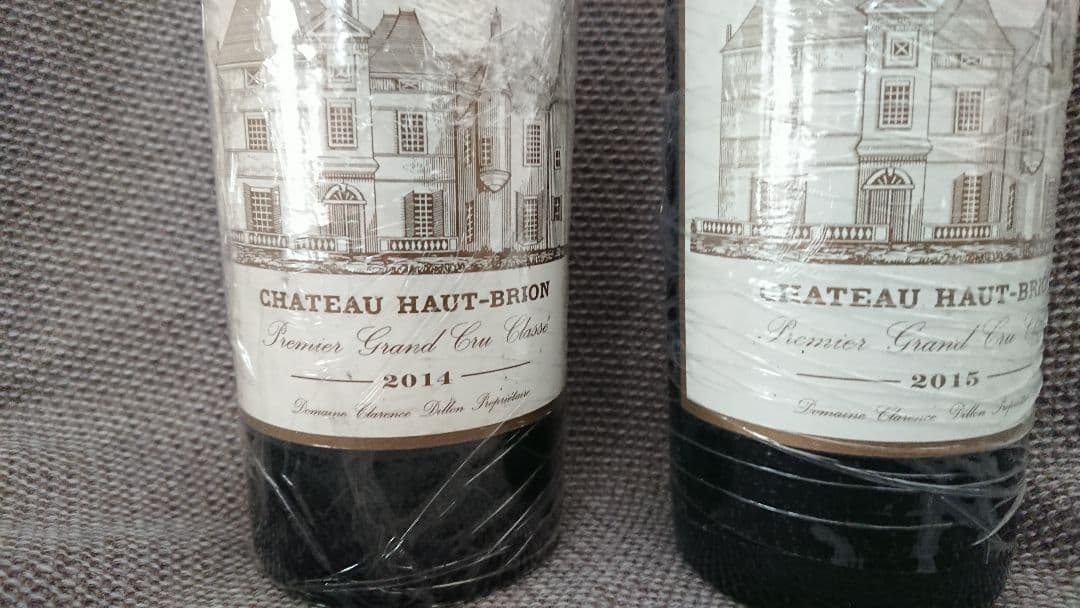 CHATEAU HAUT-BRION
Premier Grand Cru Classé
2014
Domaine Clarence Dillon Propriétaire
CHATEAU HAUT-BRI
Premier Grand Cru
2015
Domaine Clarence Dillon